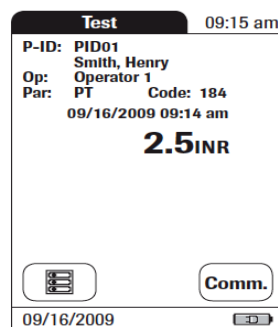 Test 09:15 am
P-ID: PID01
Smith, Henry
Op: Operator 1
Par: PT Code: 184
09/16/2009 09:14 am
2.5INR
Comm.
09/16/2009